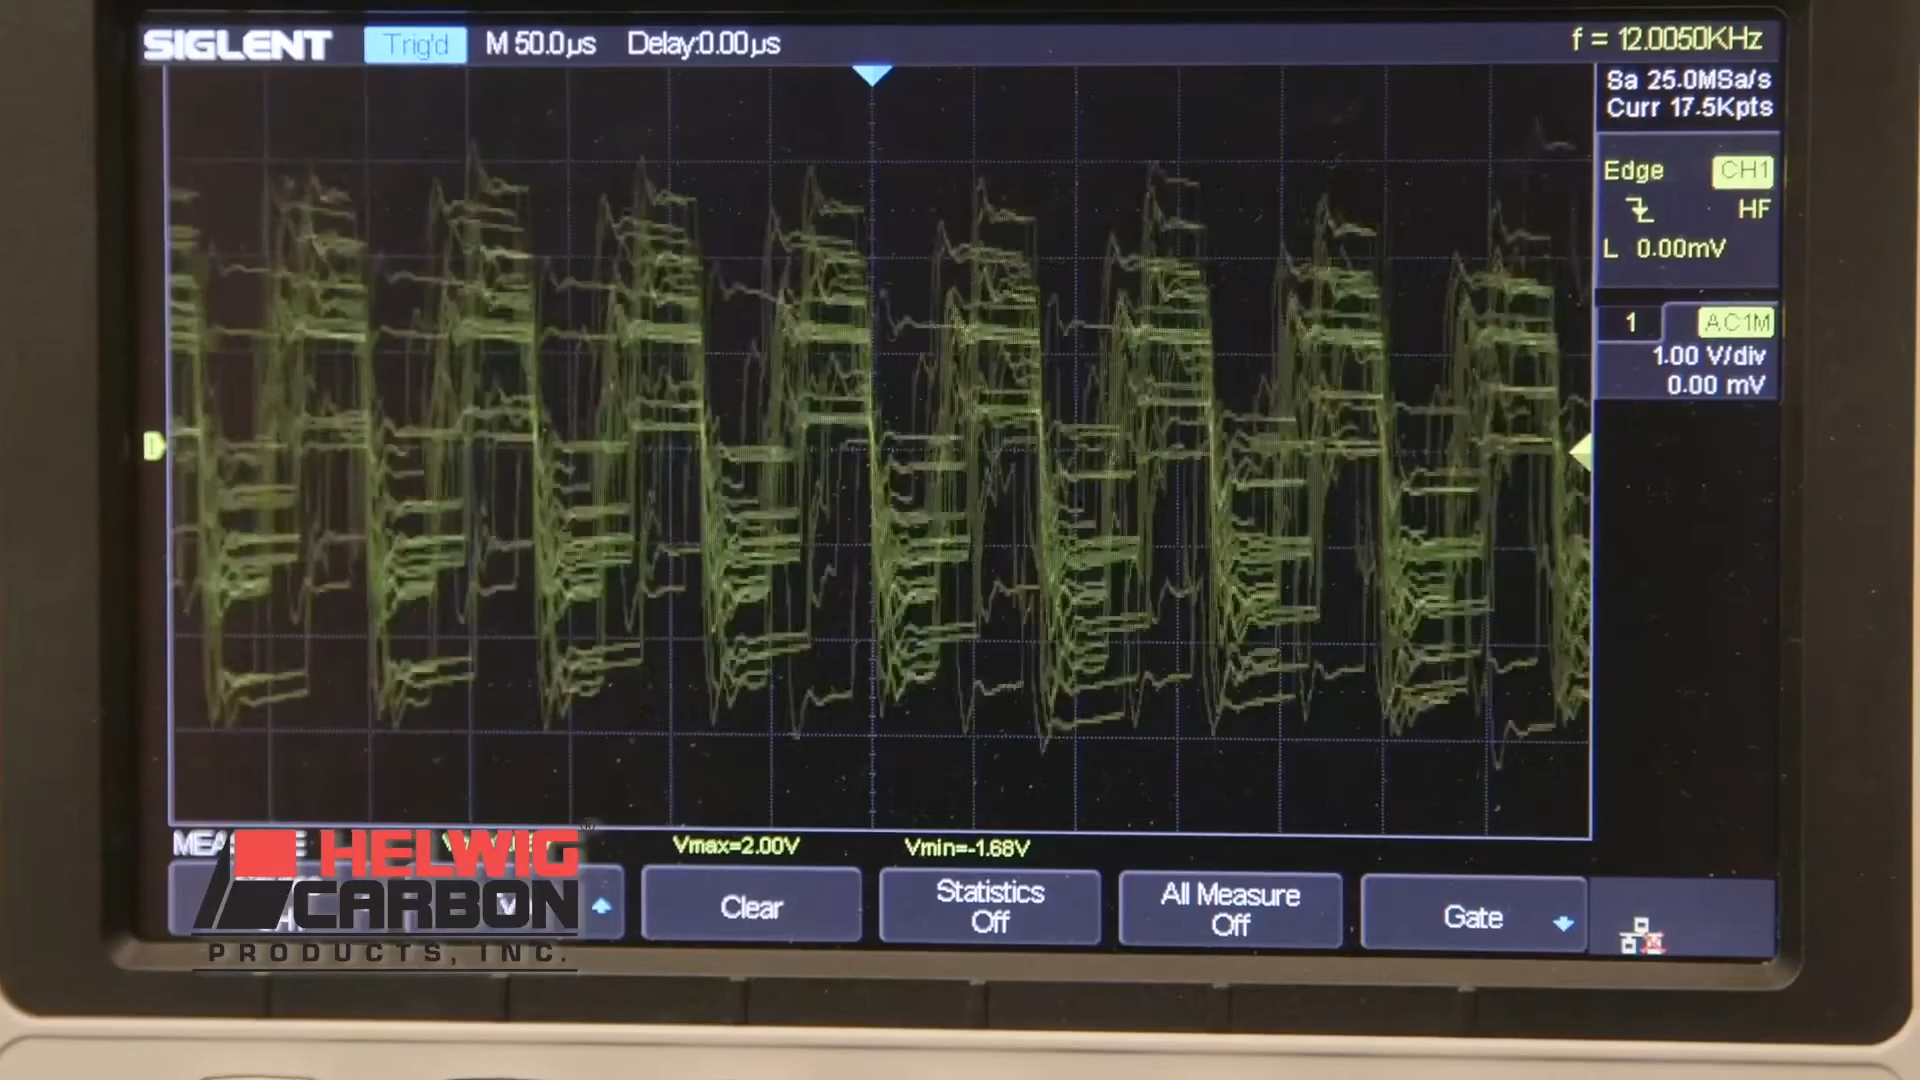 SIGLENT Trig'd M 50.0µs Delay:0.00µs f = 12.0050KHz
Sa 25.0MSa/s
Curr 17.5Kpts
Edge CH1
HF
L 0.00mV
1 AC1M
1.00 V/div
0.00 mV
Vmax=2.00V Vmin=-1.68V
Clear
Statistics
Off
All Measure
Off
Gate
HELWIG
CARBON
PRODUCTS, INC.